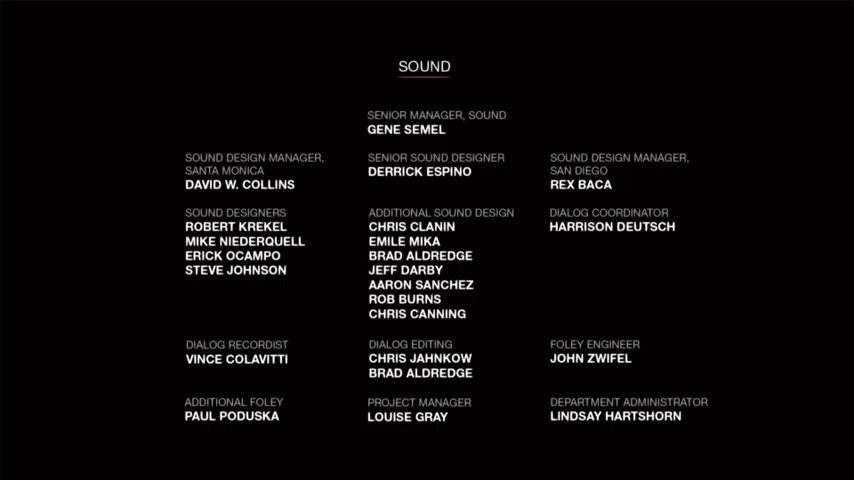 SOUND
SENIOR MANAGER, SOUND
GENE SEMEL
SOUND DESIGN MANAGER,
SANTA MONICA
DAVID W. COLLINS
SENIOR SOUND DESIGNER
DERRICK ESPINO
SOUND DESIGN MANAGER,
SAN DIEGO
REX BACA
SOUND DESIGNERS
ROBERT KREKEL
MIKE NIEDERQUELL
ERICK OCAMPO
STEVE JOHNSON
ADDITIONAL SOUND DESIGN
CHRIS CLANIN
EMILE MIKA
BRAD ALDREDGE
JEFF DARBY
AARON SANCHEZ
ROB BURNS
CHRIS CANNING
DIALOG COORDINATOR
HARRISON DEUTSCH
DIALOG RECORDIST
VINCE COLAVITTI
DIALOG EDITING
CHRIS JAHNKOW
BRAD ALDREDGE
FOLEY ENGINEER
JOHN ZWIFEL
ADDITIONAL FOLEY
PAUL PODUSKA
PROJECT MANAGER
LOUISE GRAY
DEPARTMENT ADMINISTRATOR
LINDSAY HARTSHORN